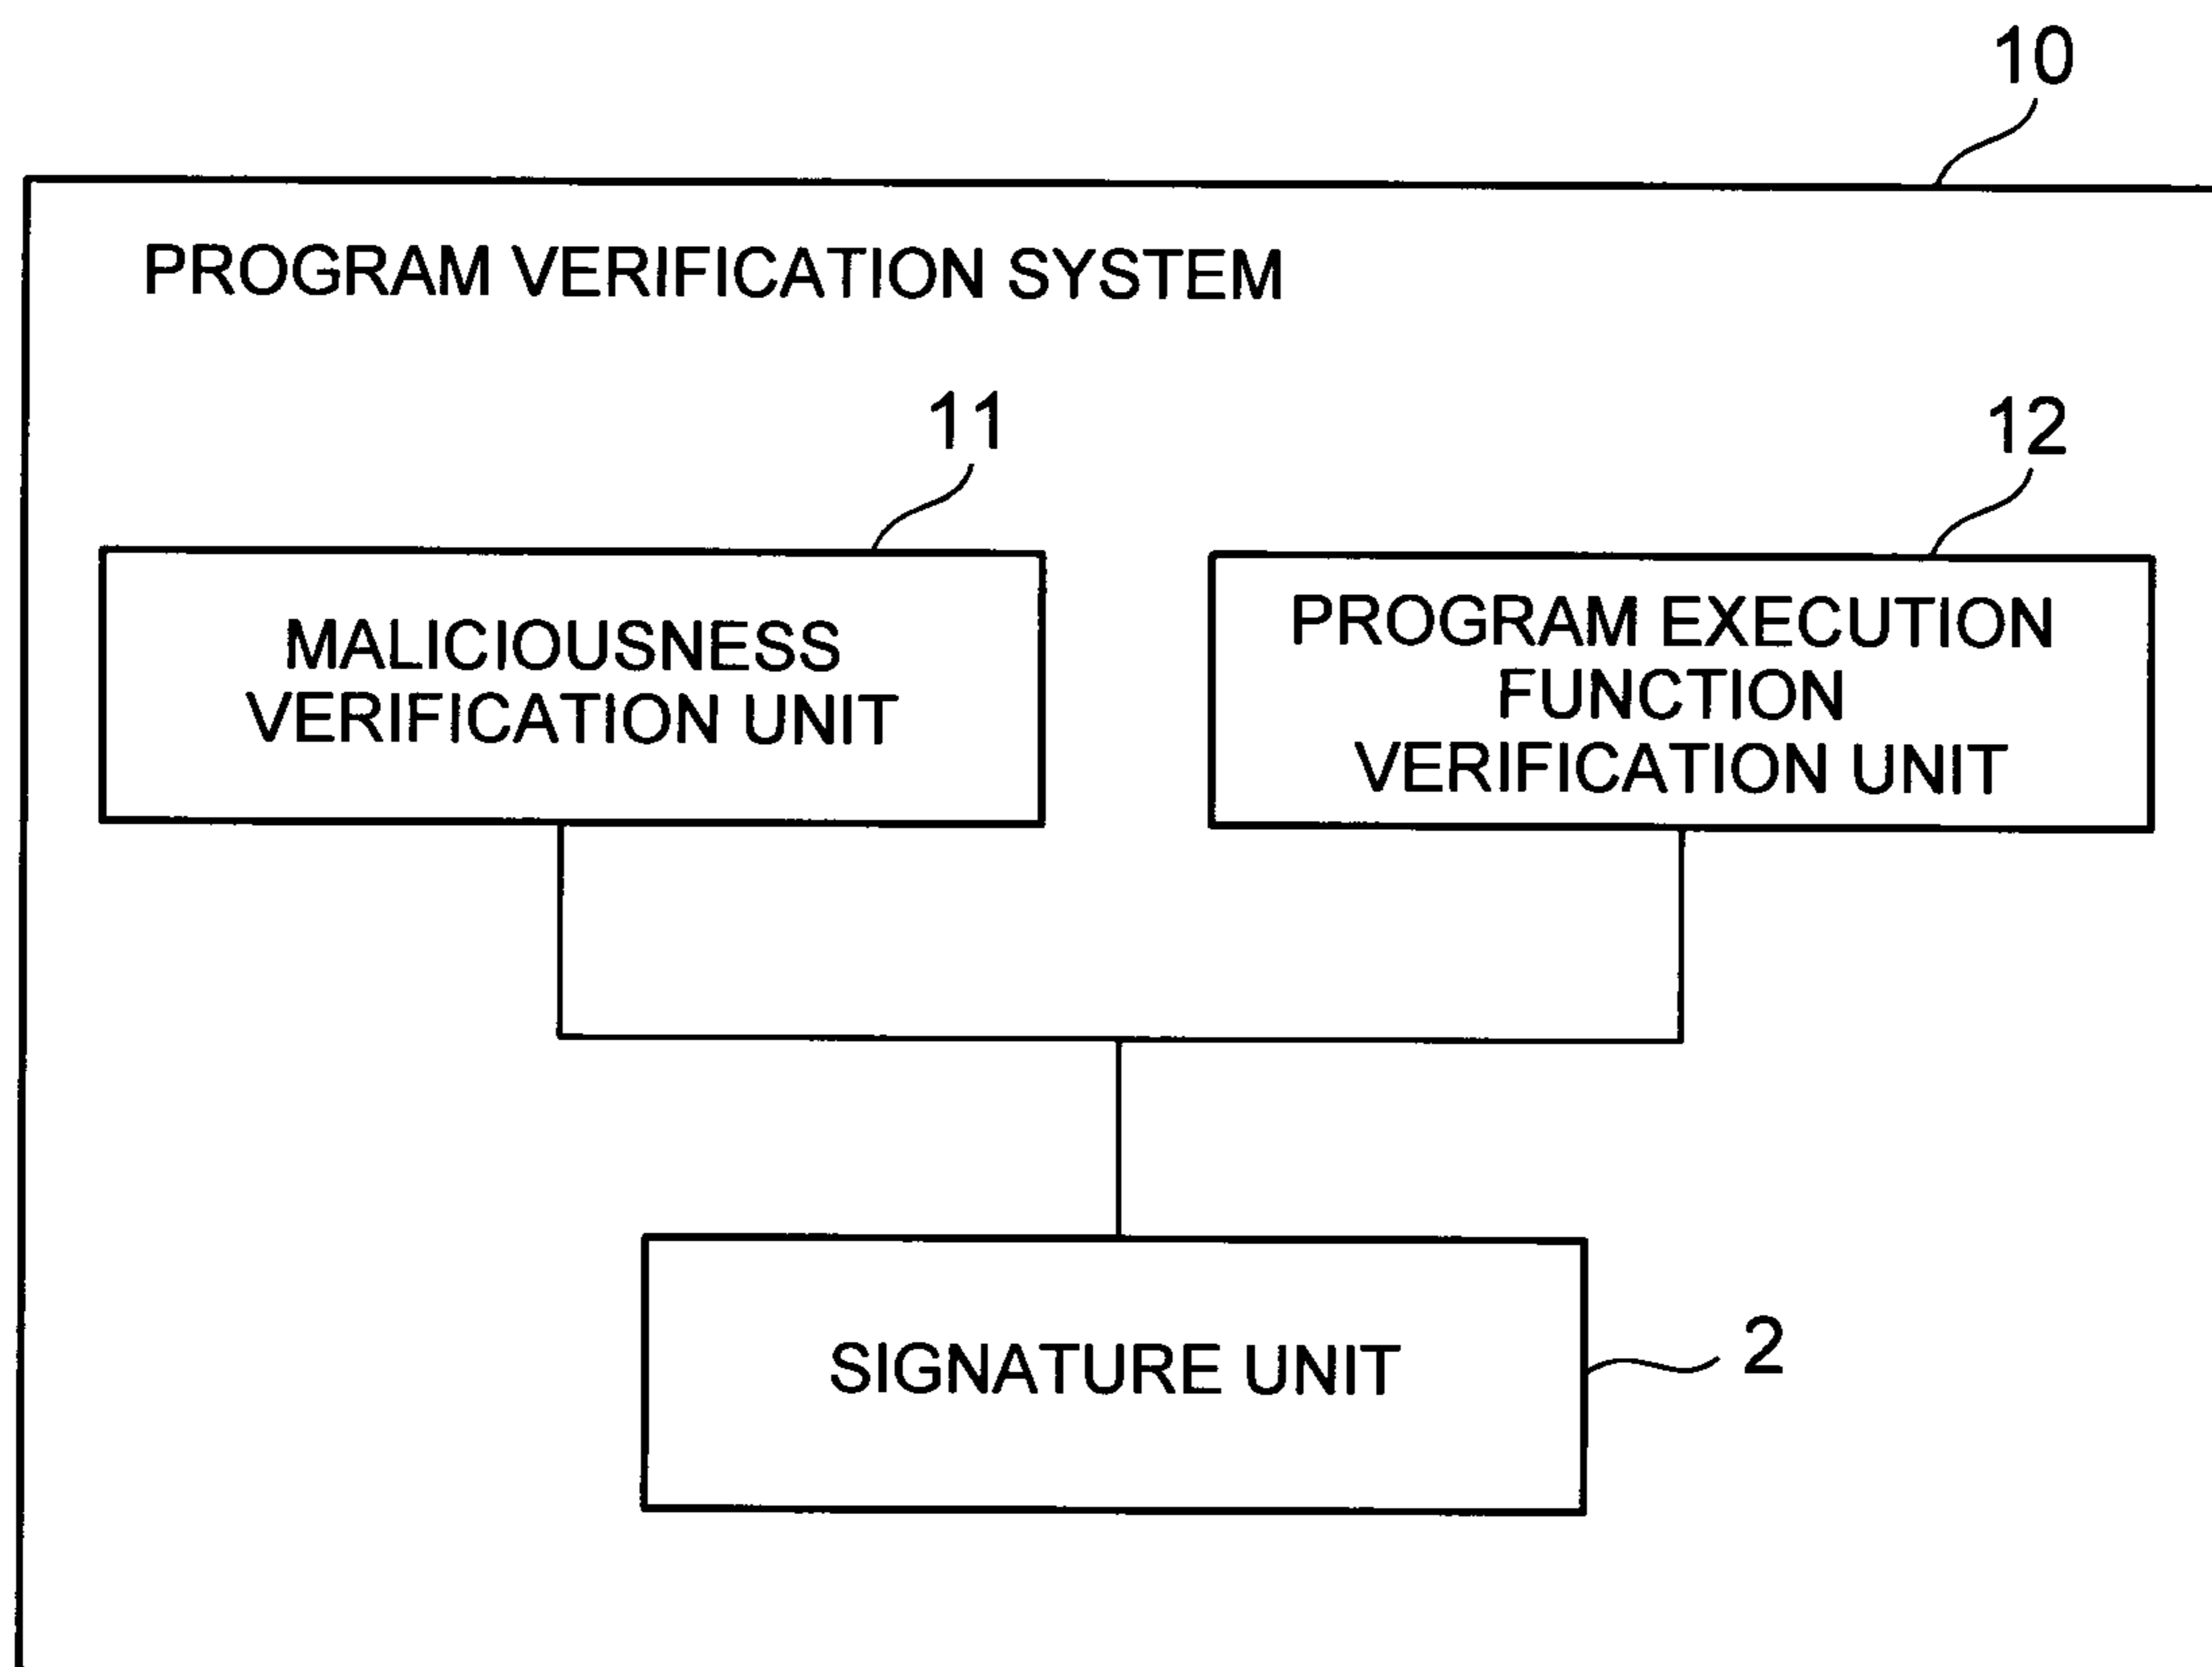 10
PROGRAM VERIFICATION SYSTEM
11
12
MALICIOUSNESS
VERIFICATION UNIT
PROGRAM EXECUTION
FUNCTION
VERIFICATION UNIT
SIGNATURE UNIT
2